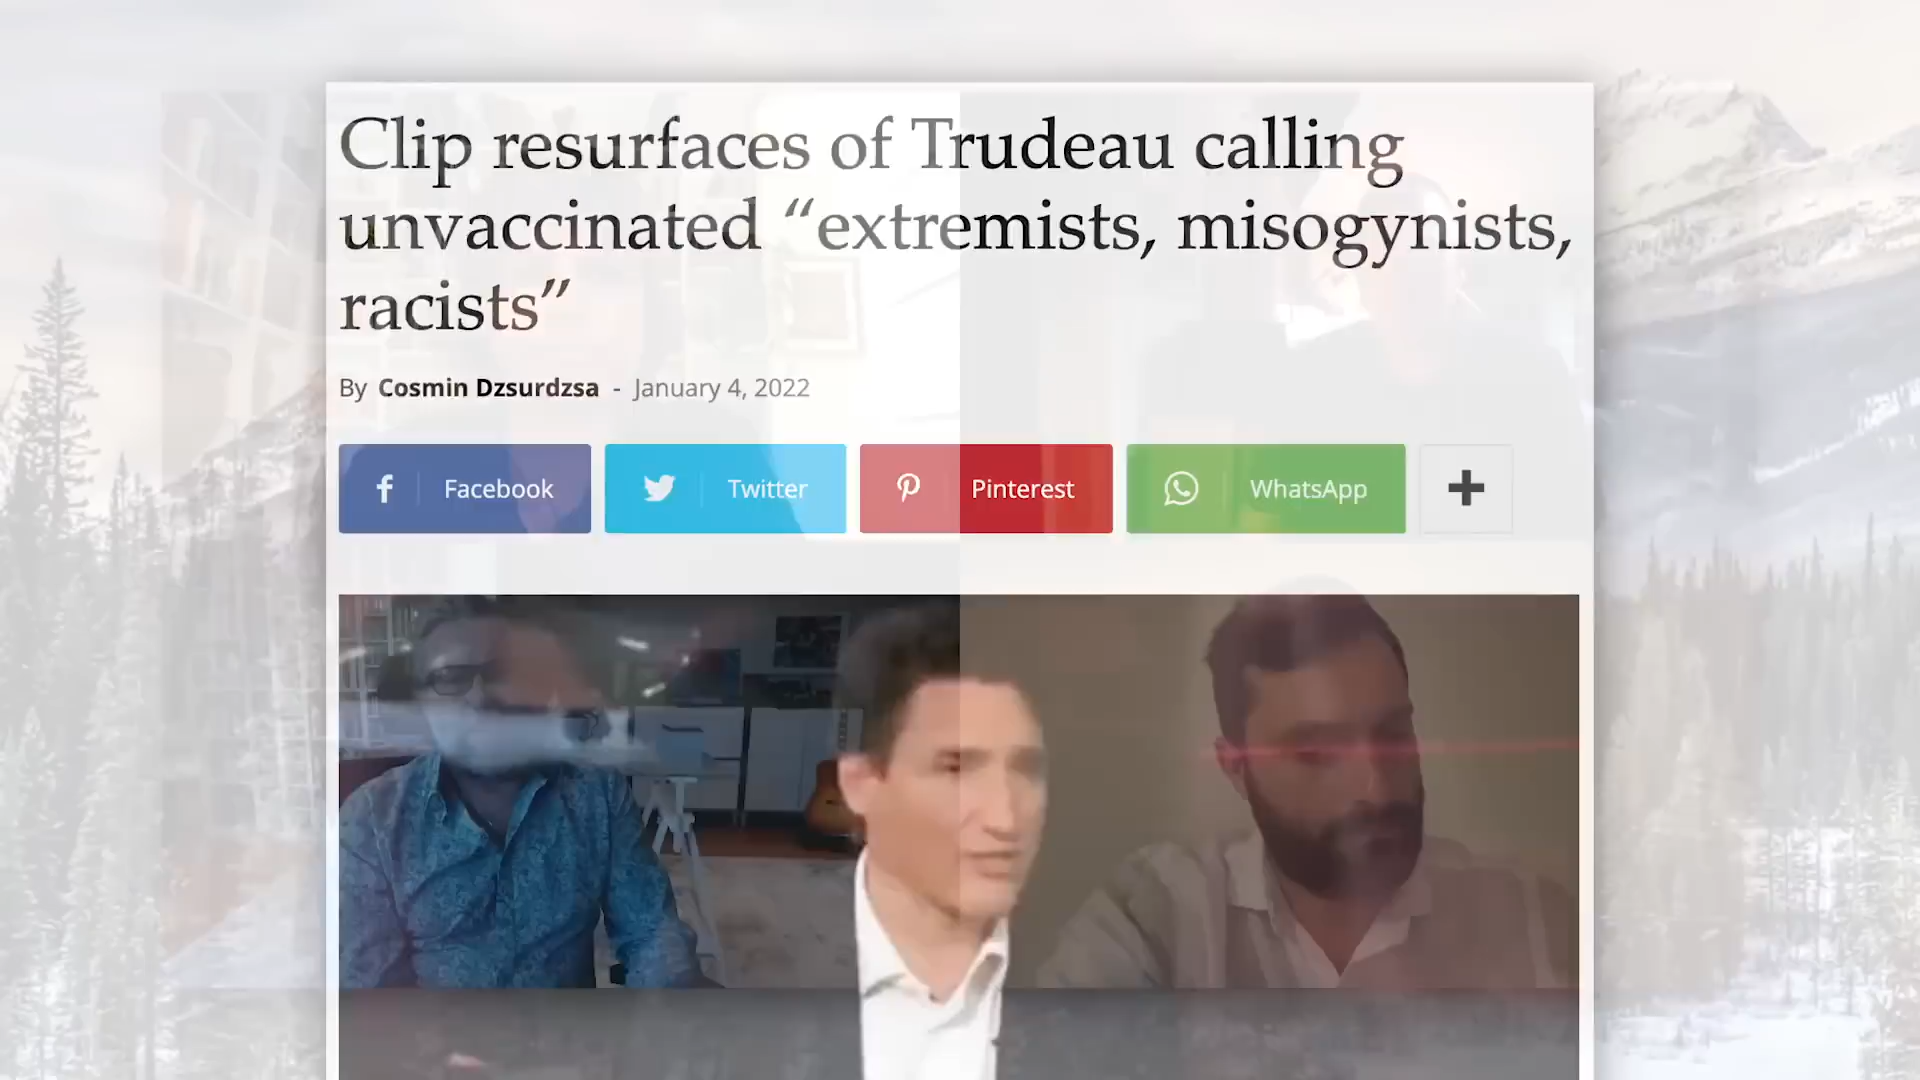 Clip resurfaces of Trudeau calling
unvaccinated “extremists, misogynists,
racists”
By Cosmin Dzsurdzsa - January 4, 2022
Facebook
Twitter
Pinterest
WhatsApp